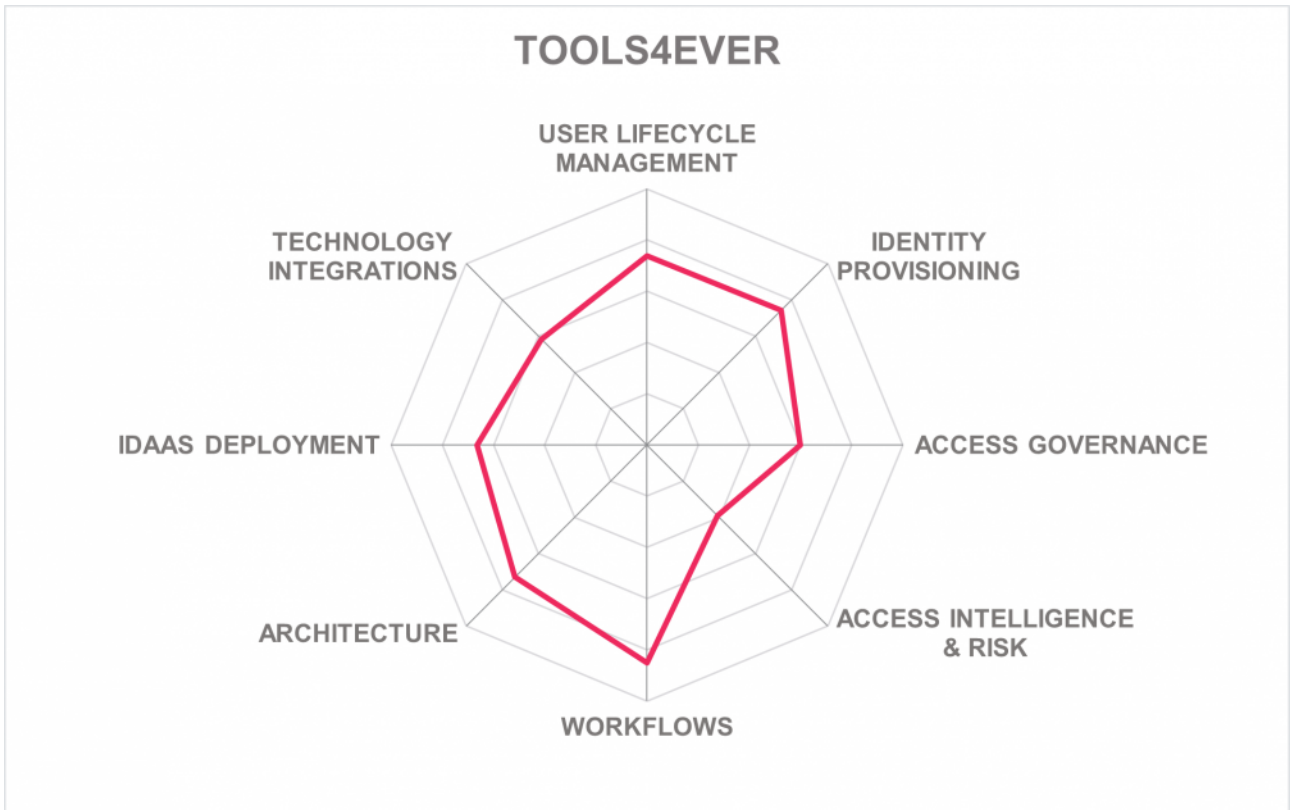 TOOLS4EVER
USER LIFECYCLE
MANAGEMENT
IDENTITY
PROVISIONING
ACCESS GOVERNANCE
ACCESS INTELLIGENCE
& RISK
WORKFLOWS
ARCHITECTURE
IDAAS DEPLOYMENT
TECHNOLOGY
INTEGRATIONS